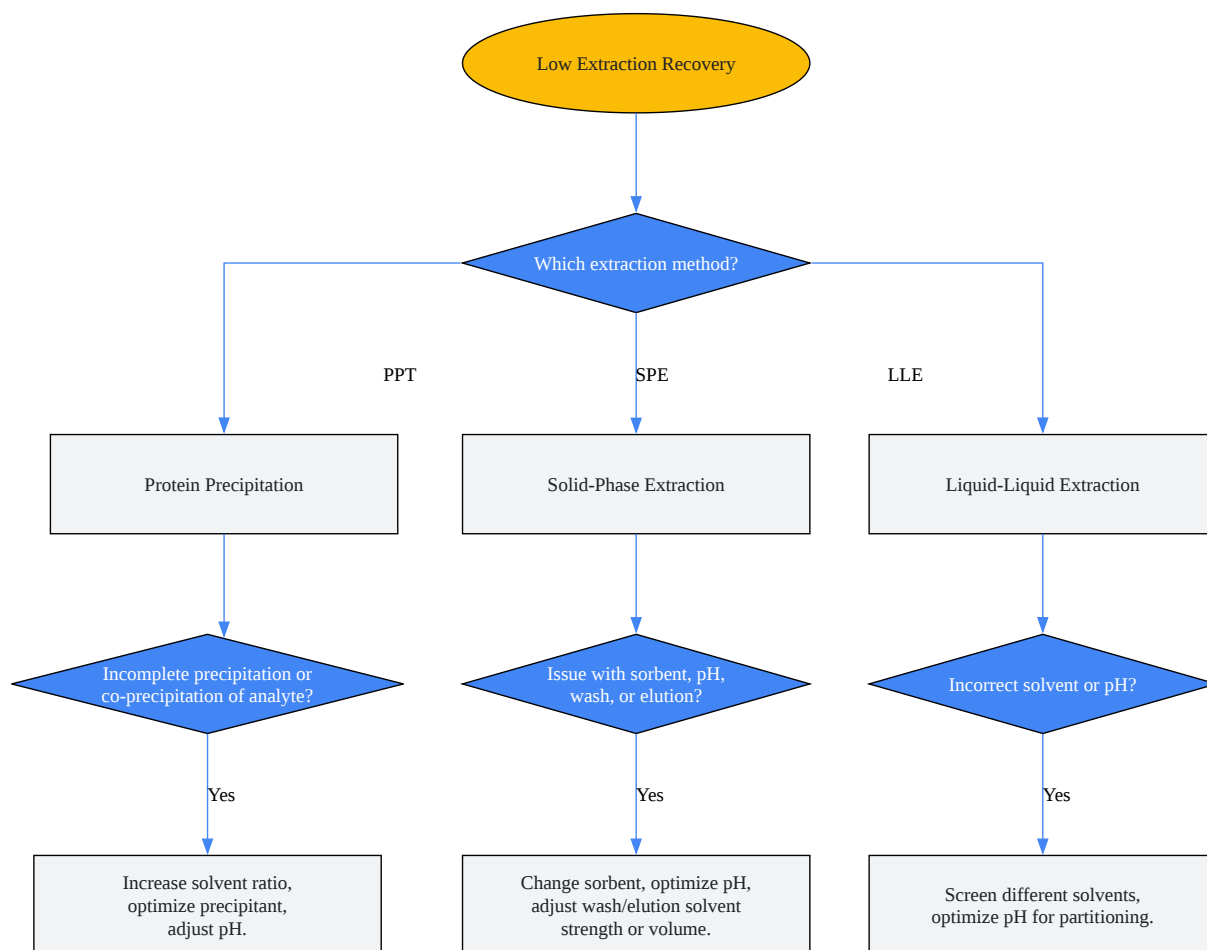 Low Extraction Recovery
Which extraction method?
PPT
SPE
LLE
Protein Precipitation
Solid-Phase Extraction
Liquid-Liquid Extraction
Incomplete precipitation or
co-precipitation of analyte?
Issue with sorbent, pH,
wash, or elution?
Incorrect solvent or pH?
Yes
Yes
Yes
Increase solvent ratio,
optimize precipitant,
adjust pH.
Change sorbent, optimize pH,
adjust wash/elution solvent
strength or volume.
Screen different solvents,
optimize pH for partitioning.